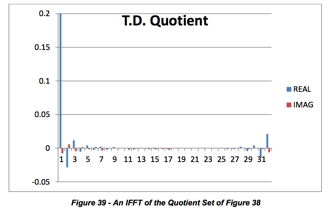 T.D. Quotient
0.2
0.15
0.1
0.05
0
-0.05
1 3 5 7 9 11 13 15 17 19 21 23 25 27 29 31
REAL
IMAG
Figure 39 - An IFFT of the Quotient Set of Figure 38